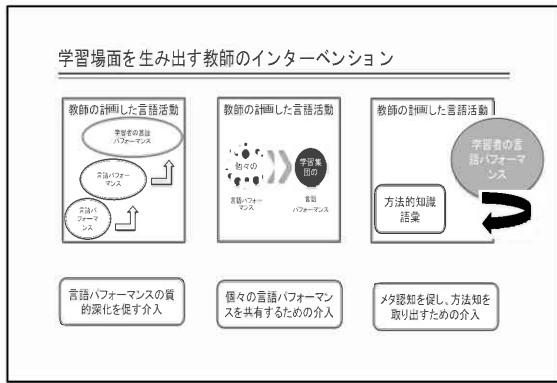 学習場面を生み出す教師のインターベンション
教師の計画した言語活動
学習者の言語
パフォーマンス
言語パフォー
マンス
言語パ
フォーマ
ンス
教師の計画した言語活動
個々の
学習集
団の
言語パフォー
マンス
言語
パフォーマンス
教師の計画した言語活動
学習者の言
語パフォーマ
ンス
方法的知識
語彙
言語パフォーマンスの質
的深化を促す介入
個々の言語パフォーマン
スを共有するための介入
メタ認知を促し、方法知を
取り出すための介入